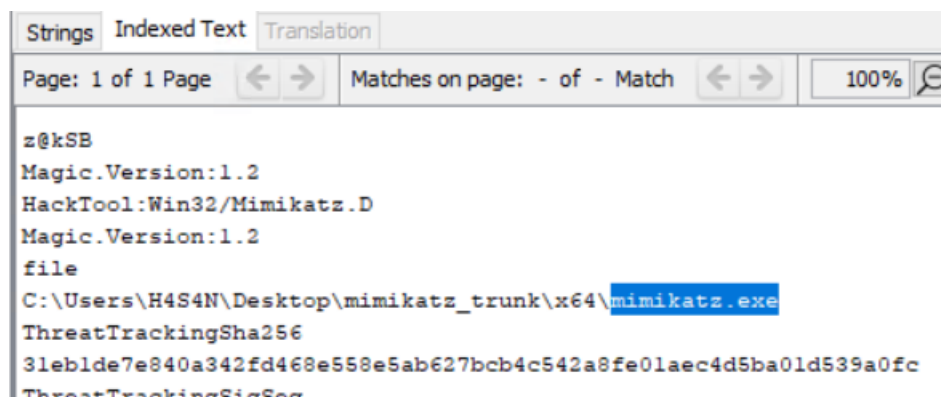 Strings Indexed Text Translation
Page: 1 of 1 Page Matches on page: - of - Match 100%
z@kSB
Magic.Version:1.2
HackTool:Win32/Mimikatz.D
Magic.Version:1.2
file
C:\Users\H4S4N\Desktop\mimikatz_trunk\x64\mimikatz.exe
ThreatTrackingSha256
31eb1de7e840a342fd468e558e5ab627bcb4c542a8fe01aec4d5ba01d539a0fc
ThreatTrackingSigSeq